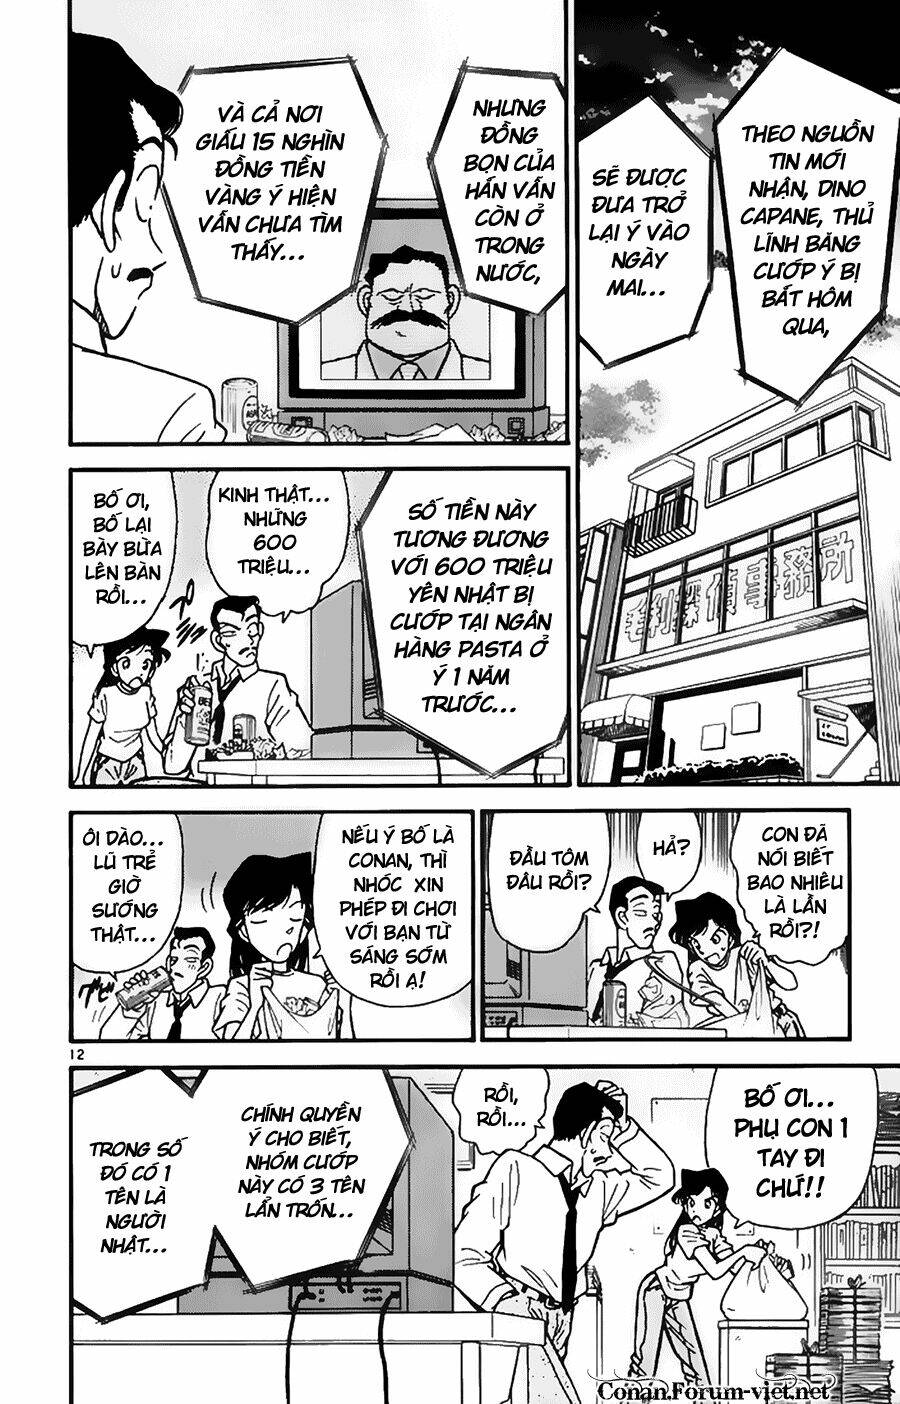 THEO NGUỒN
TIN MỚI
NHẬN, DINO
CAPANE, THỦ
LĨNH BĂNG
CƯỚP Ý BỊ
BẮT HÔM
QUA,
SẼ ĐƯỢC
ĐƯA TRỞ
LẠI Ý VÀO
NGÀY
MAI...
毛利探偵事務所
NHƯNG
ĐỒNG
BỌN CỦA
HẮN VẪN
CÒN Ở
TRONG
NƯỚC,
VÀ CẢ NƠI
GIẤU 15 NGHÌN
ĐỒNG TIỀN
VÀNG Ý HIỆN
VẪN CHƯA TÌM
THẤY...
SỐ TIỀN NÀY
TƯƠNG ĐƯƠNG
VỚI 600 TRIỆU
YÊN NHẬT BỊ
CƯỚP TẠI NGÂN
HÀNG PASTA Ở
Ý 1 NĂM
TRƯỚC...
KINH THẬT...
NHỮNG
600
TRIỆU...
BỐ ƠI,
BỐ LẠI
BÀY BỪA
LÊN BÀN
RỒI...
CON ĐÃ
NÓI BIẾT
BAO NHIÊU
LÀ LẦN
RỒI?!
HẢ?
ĐẦU TÔM
ĐÂU RỒI?
NẾU Ý BỐ LÀ
CONAN, THÌ
NHÓC XIN
PHÉP ĐI CHƠI
VỚI BẠN TỪ
SÁNG SỚM
RỒI Ạ!
ÔI DÀO...
LŨ TRẺ
GIỜ
SƯỚNG
THẬT...
12
BỐ ƠI...
PHỤ CON 1
TAY ĐI
CHỨ!!
RỒI,
RỒI...
CHÍNH QUYỀN
Ý CHO BIẾT,
NHÓM CƯỚP
NÀY CÓ 3 TÊN
LẨN TRỐN...
TRONG SỐ
ĐÓ CÓ 1
TÊN LÀ
NGƯỜI
NHẬT...
Conan.Forum-viet.net